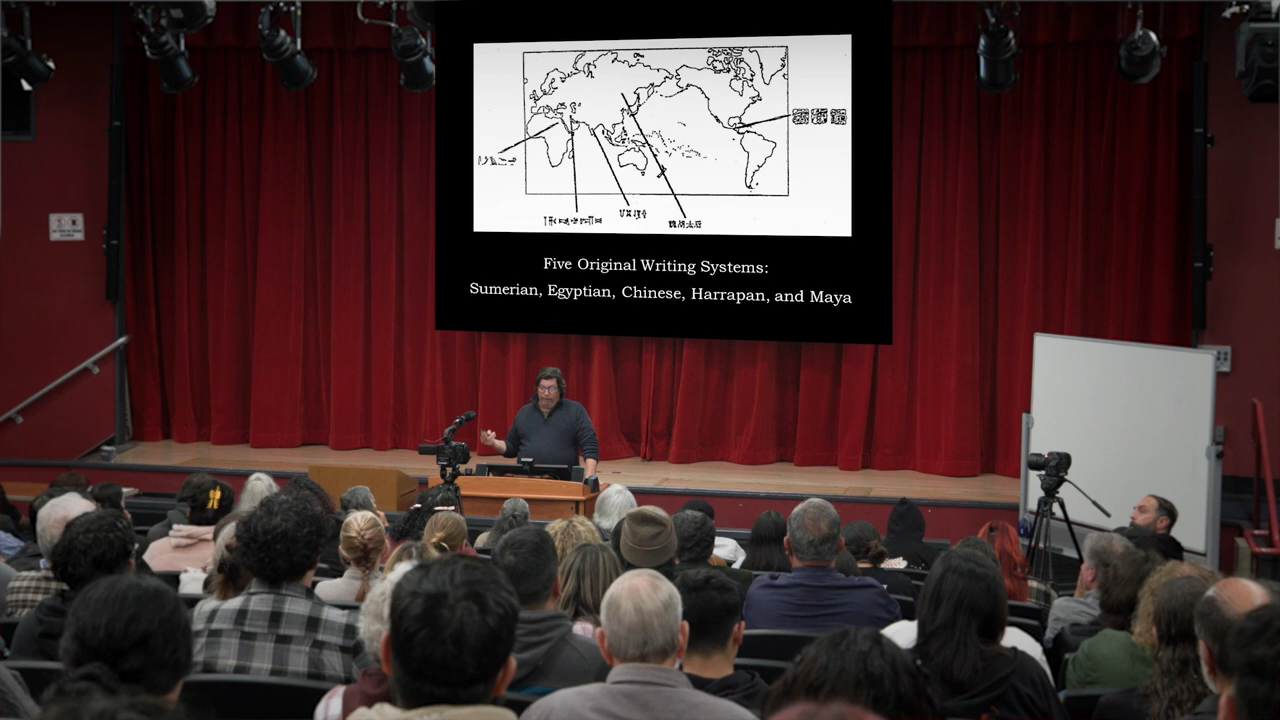 Five Original Writing Systems:
Sumerian, Egyptian, Chinese, Harrapan, and Maya